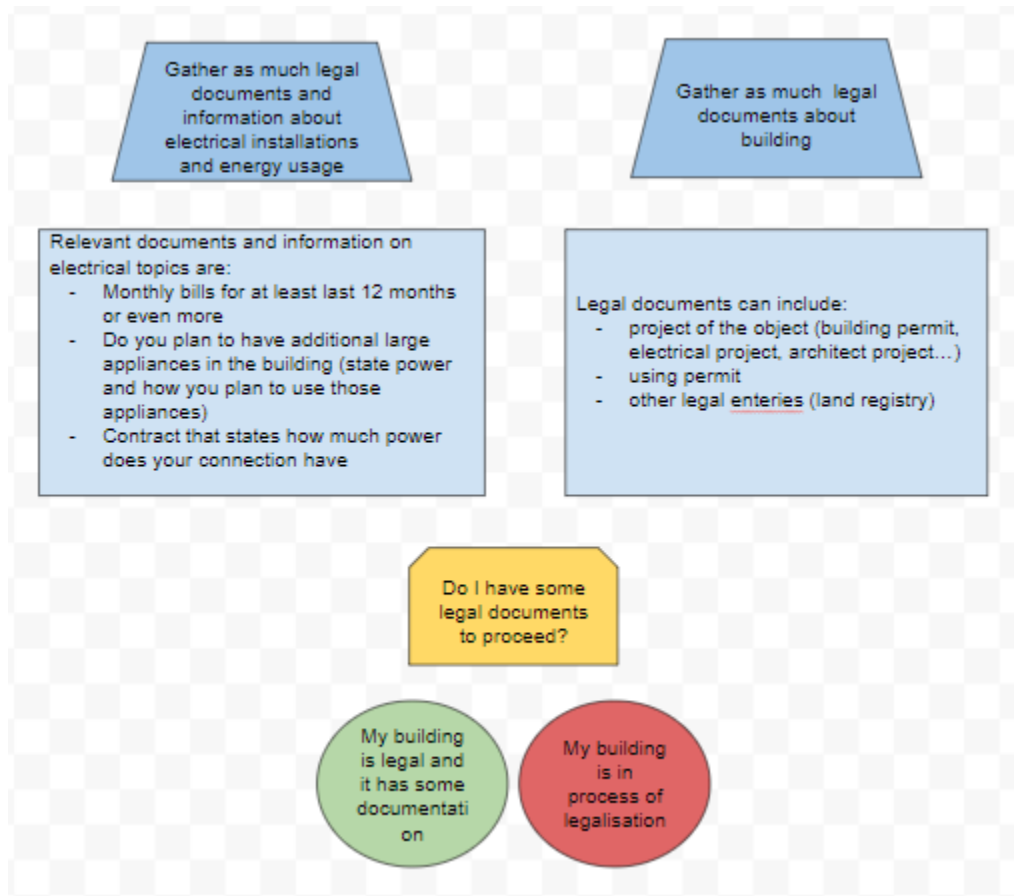 Gather as much legal
documents and
information about
electrical installations
and energy usage
Gather as much legal
documents about
building
Relevant documents and information on
electrical topics are:
- Monthly bills for at least last 12 months
or even more
- Do you plan to have additional large
appliances in the building (state power
and how you plan to use those
appliances)
- Contract that states how much power
does your connection have
Legal documents can include:
- project of the object (building permit,
electrical project, architect project...)
- using permit
- other legal enteries (land registry)
Do I have some
legal documents
to proceed?
My building
is legal and
it has some
documentati
on
My building
is in
process of
legalisation